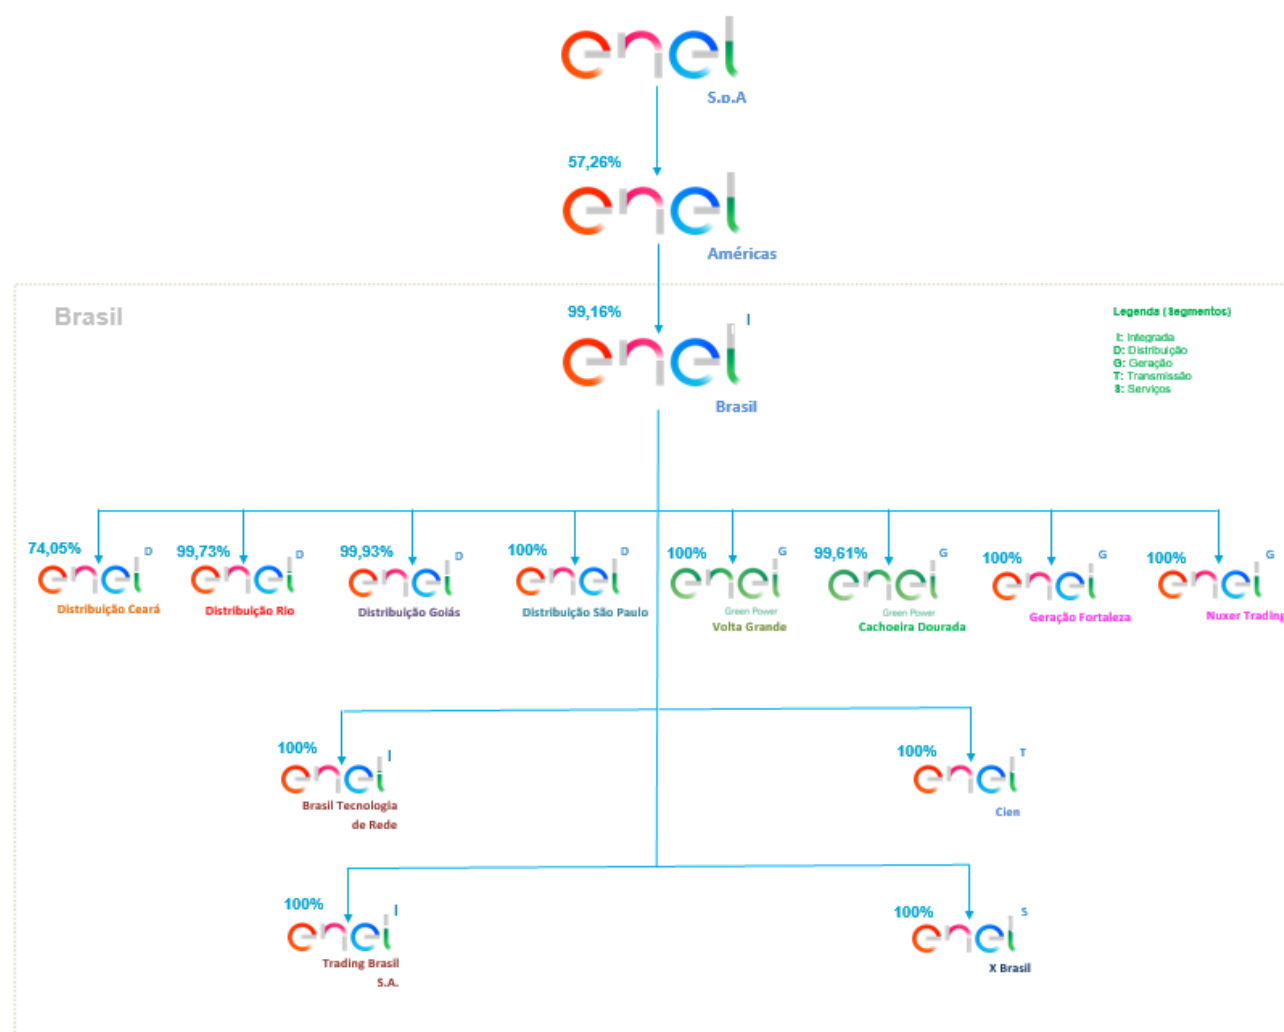 enel
S.p.A
57,26%
enel
Américas
Brasil
99,16%
I
enel
Brasil
Legenda (Segmentos)
I: Integrada
D: Distribuição
G: Geração
T: Transmissão
S: Serviços
74,05%
D
enel
Distribuição Ceará
99,73%
D
enel
Distribuição Rio
99,93%
D
enel
Distribuição Goiás
100%
D
enel
Distribuição São Paulo
100%
G
enel
Green Power
Volta Grande
99,61%
G
enel
Green Power
Cachoeira Dourada
100%
G
enel
Geração Fortaleza
100%
G
enel
Nuxer Trading
100%
I
enel
Brasil Tecnologia
de Rede
100%
T
enel
Cien
100%
I
enel
Trading Brasil
S.A.
100%
S
enel
X Brasil